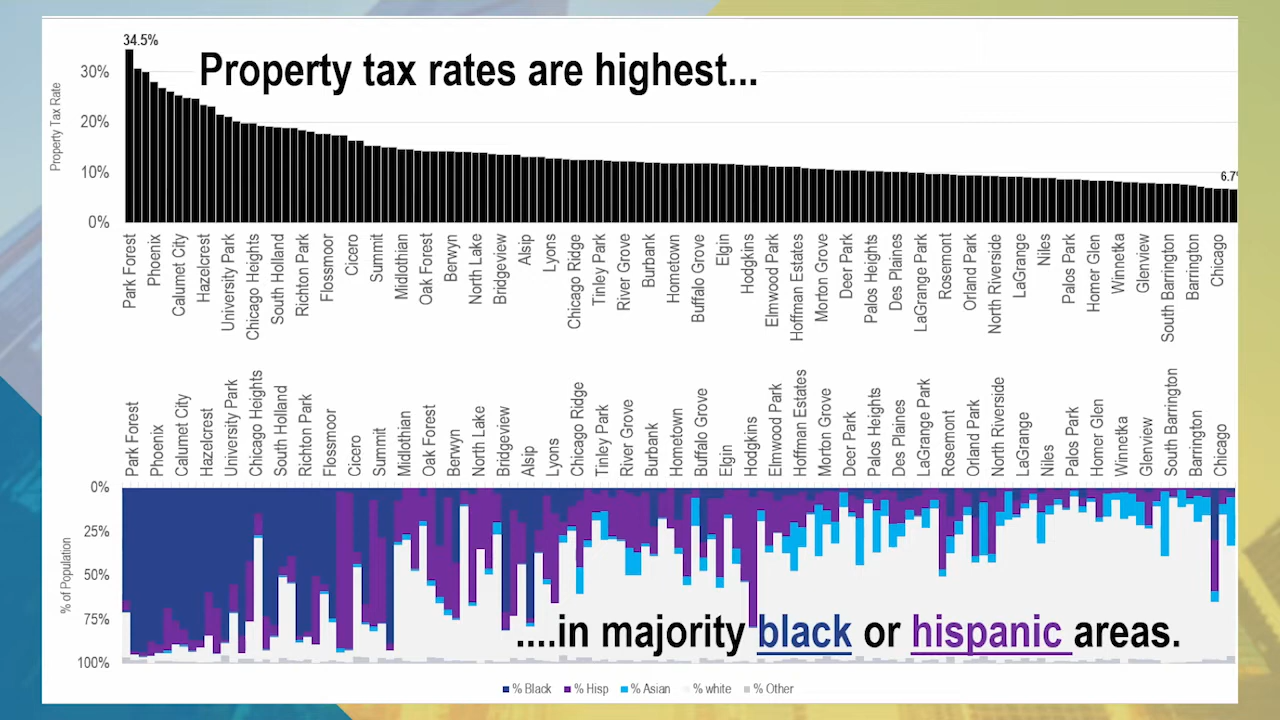 34.5%
Property tax rates are highest...
Property Tax Rate
30%
20%
10%
0%
6.7%
Park Forest
Phoenix
Calumet City
Hazelcrest
University Park
Chicago Heights
South Holland
Richton Park
Flossmoor
Cicero
Summit
Midlothian
Oak Forest
Berwyn
North Lake
Bridgeview
Alsip
Lyons
Chicago Ridge
Tinley Park
River Grove
Burbank
Hometown
Buffalo Grove
Elgin
Hodgkins
Elmwood Park
Hoffman Estates
Morton Grove
Deer Park
Palos Heights
Des Plaines
LaGrange Park
Rosemont
Orland Park
North Riverside
LaGrange
Niles
Palos Park
Homer Glen
Winnetka
Glenview
South Barrington
Barrington
Chicago
Park Forest
Phoenix
Calumet City
Hazelcrest
University Park
Chicago Heights
South Holland
Richton Park
Flossmoor
Cicero
Summit
Midlothian
Oak Forest
Berwyn
North Lake
Bridgeview
Alsip
Lyons
Chicago Ridge
Tinley Park
River Grove
Burbank
Hometown
Buffalo Grove
Elgin
Hodgkins
Elmwood Park
Hoffman Estates
Morton Grove
Deer Park
Palos Heights
Des Plaines
LaGrange Park
Rosemont
Orland Park
North Riverside
LaGrange
Niles
Palos Park
Homer Glen
Winnetka
Glenview
South Barrington
Barrington
Chicago
% of Population
0%
25%
50%
75%
100%
....in majority black or hispanic areas.
% Black % Hisp % Asian % white % Other